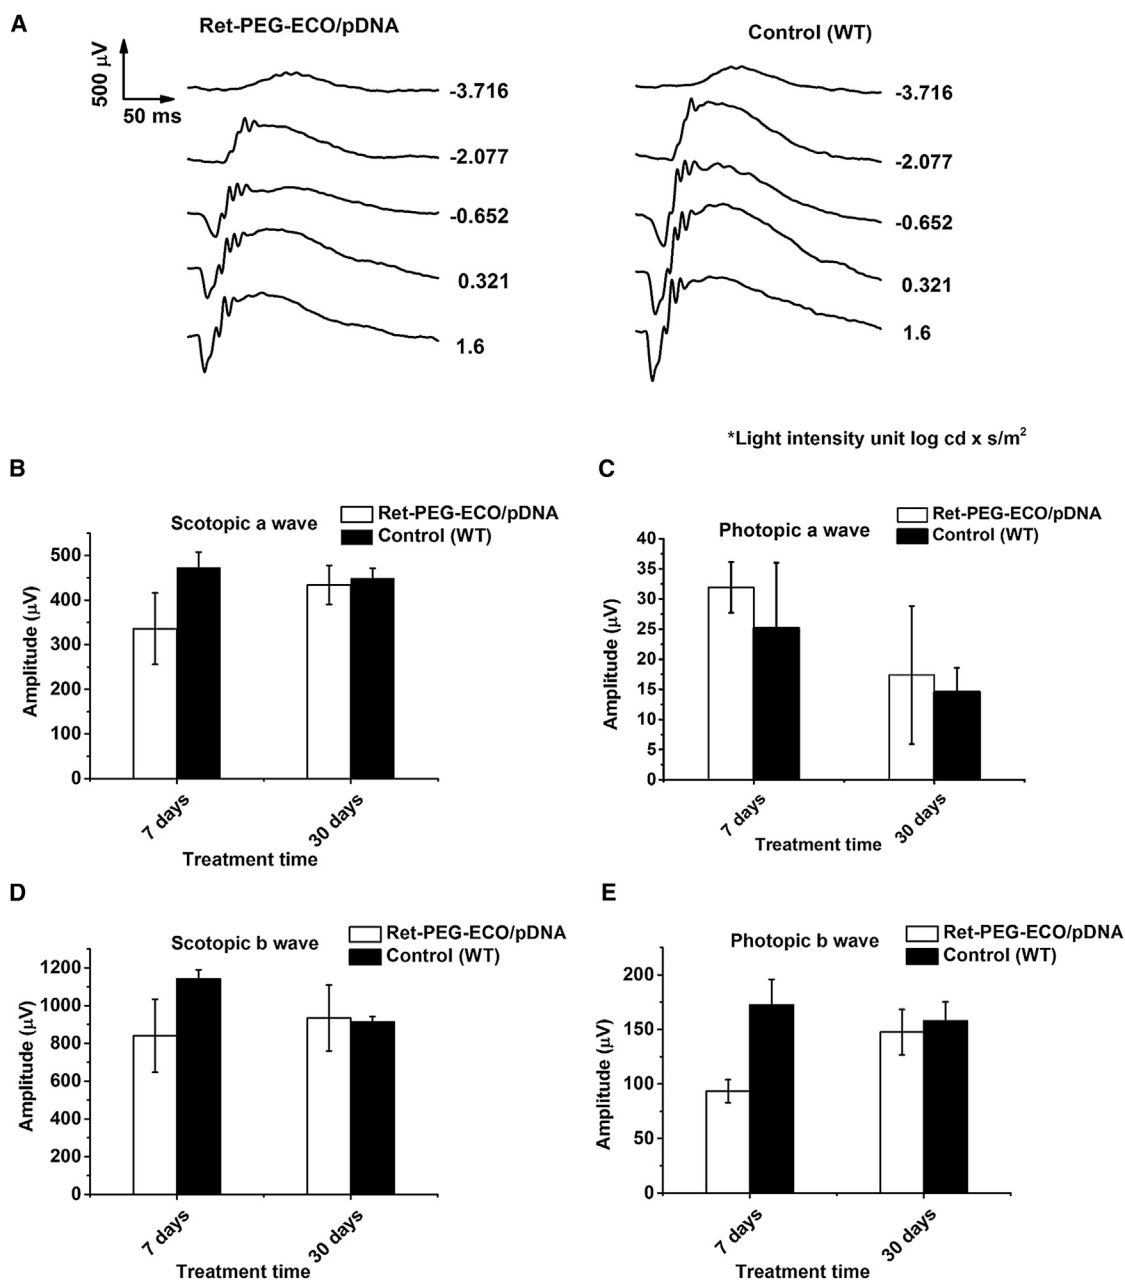 A
Ret-PEG-ECO/pDNA
Control (WT)
500 μV
50 ms
-3.716
-2.077
-0.652
0.321
1.6
-3.716
-2.077
-0.652
0.321
1.6
*Light intensity unit log cd x s/m²
B
Scotopic a wave
Ret-PEG-ECO/pDNA
Control (WT)
Amplitude (μV)
500
400
300
200
100
0
7 days
30 days
Treatment time
C
Photopic a wave
Ret-PEG-ECO/pDNA
Control (WT)
Amplitude (μV)
40
35
30
25
20
15
10
5
0
7 days
30 days
Treatment time
D
Scotopic b wave
Ret-PEG-ECO/pDNA
Control (WT)
Amplitude (μV)
1200
1000
800
600
400
200
0
7 days
30 days
Treatment time
E
Photopic b wave
Ret-PEG-ECO/pDNA
Control (WT)
Amplitude (μV)
200
150
100
50
0
7 days
30 days
Treatment time